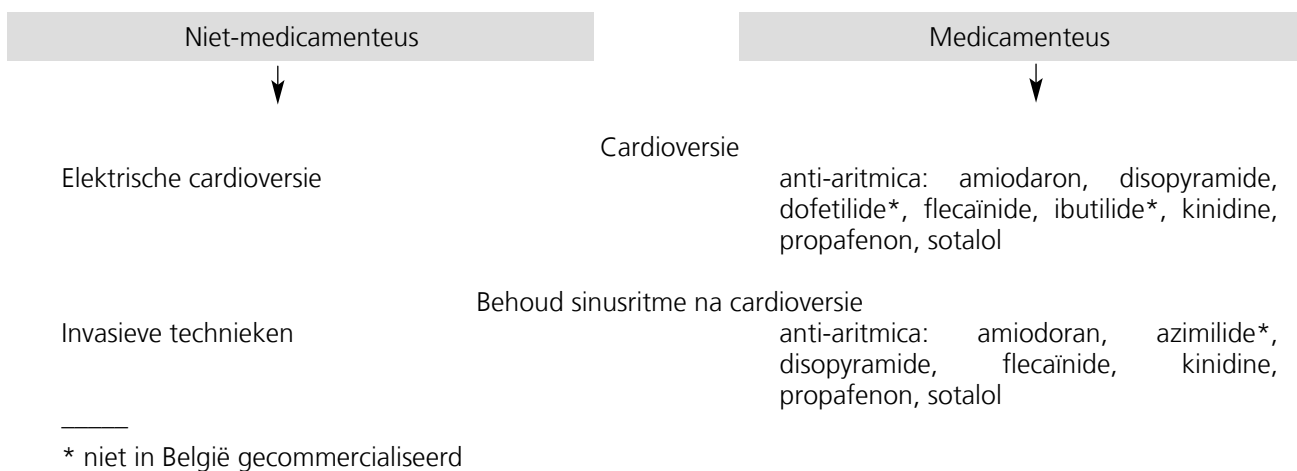 Niet-medicamenteus
Medicamenteus
Cardioversie
Elektrische cardioversie
anti-aritmica: amiodaron, disopyramide,
dofetilide*, flecaïnide, ibutilide*, kinidine,
propafenon, sotalol
Behoud sinusritme na cardioversie
Invasieve technieken
anti-aritmica: amiodoran, azimilide*,
disopyramide, flecaïnide, kinidine,
propafenon, sotalol
* niet in België gecommercialiseerd